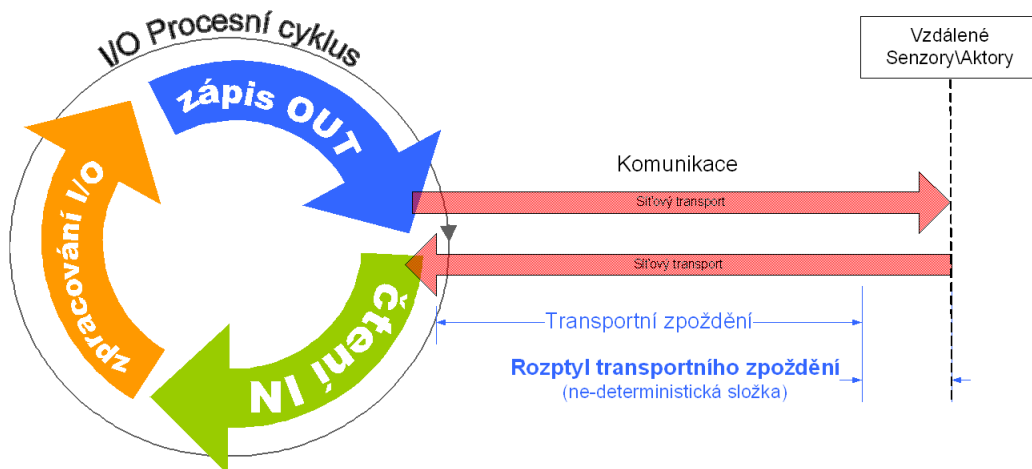 I/O Procesní cyklus
zápis OUT
zpracování I/O
čtení IN
Vzdálené
Senzory\Aktory
Komunikace
Síťový transport
Síťový transport
Transportní zpoždění
Rozptyl transportního zpoždění
(ne-deterministická složka)